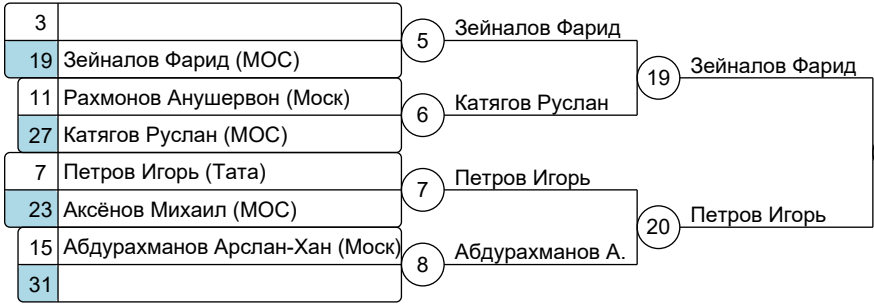 3
19 Зейналов Фарид (МОС)
5
Зейналов Фарид
11 Рахмонов Анушервон (Моск)
27 Катягов Руслан (МОС)
6
Катягов Руслан
19
Зейналов Фарид
7 Петров Игорь (Тата)
23 Аксёнов Михаил (МОС)
7
Петров Игорь
15 Абдурахманов Арслан-Хан (Моск)
31
8
Абдурахманов А.
20
Петров Игорь